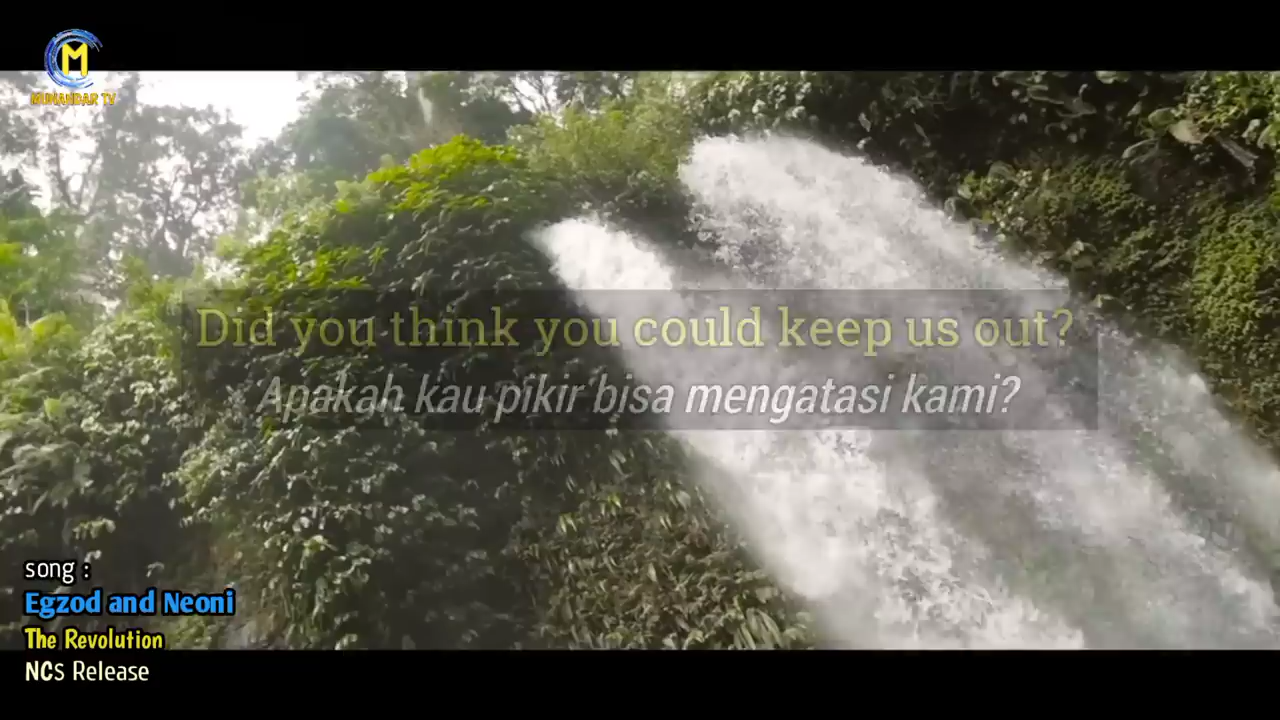 M
MUNANDAR TV
Did you think you could keep us out?
Apakah kau pikir bisa mengatasi kami?
song :
Egzod and Neoni
The Revolution
NCS Release